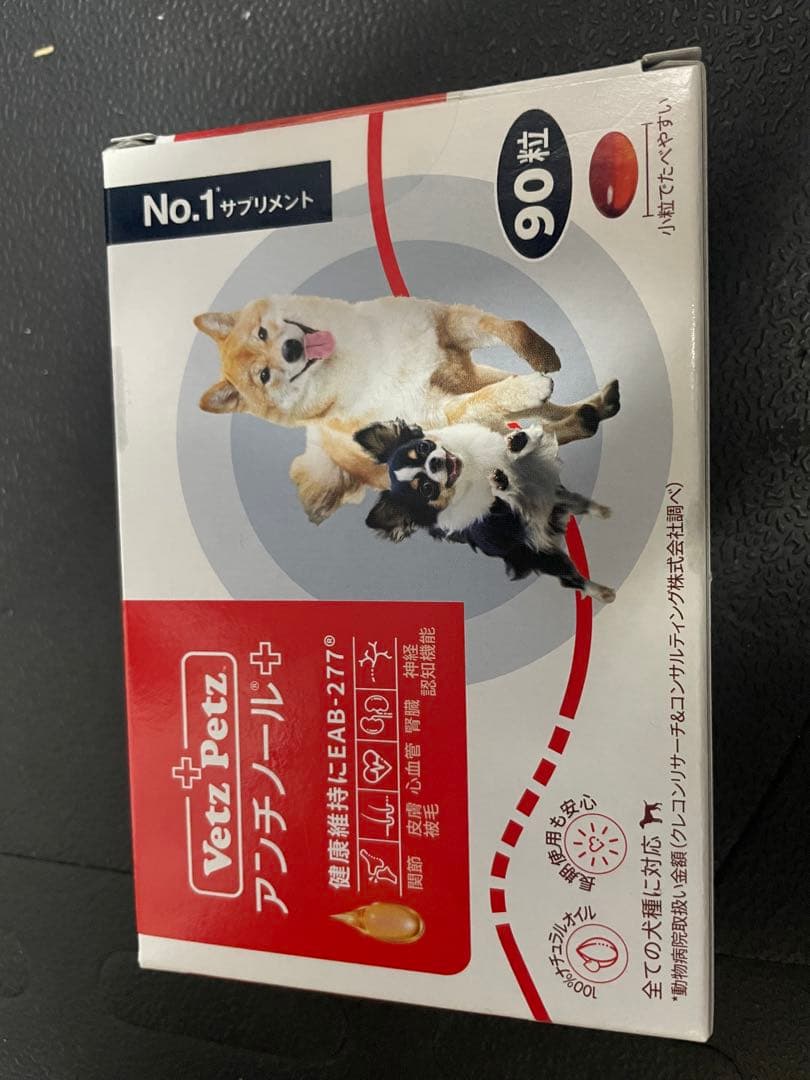 Vetz Petz
アンチノール®+
健康維持にEAB-277®
関節
皮膚
被毛
心血管
腎臓
神経
認知機能
No.1*サプリメント
90粒
小粒でたべやすい
100%ナチュラルオイル
長期使用も安心
全ての犬種に対応
*動物病院取扱い金額(クレコンリサーチ&コンサルティング株式会社調べ)